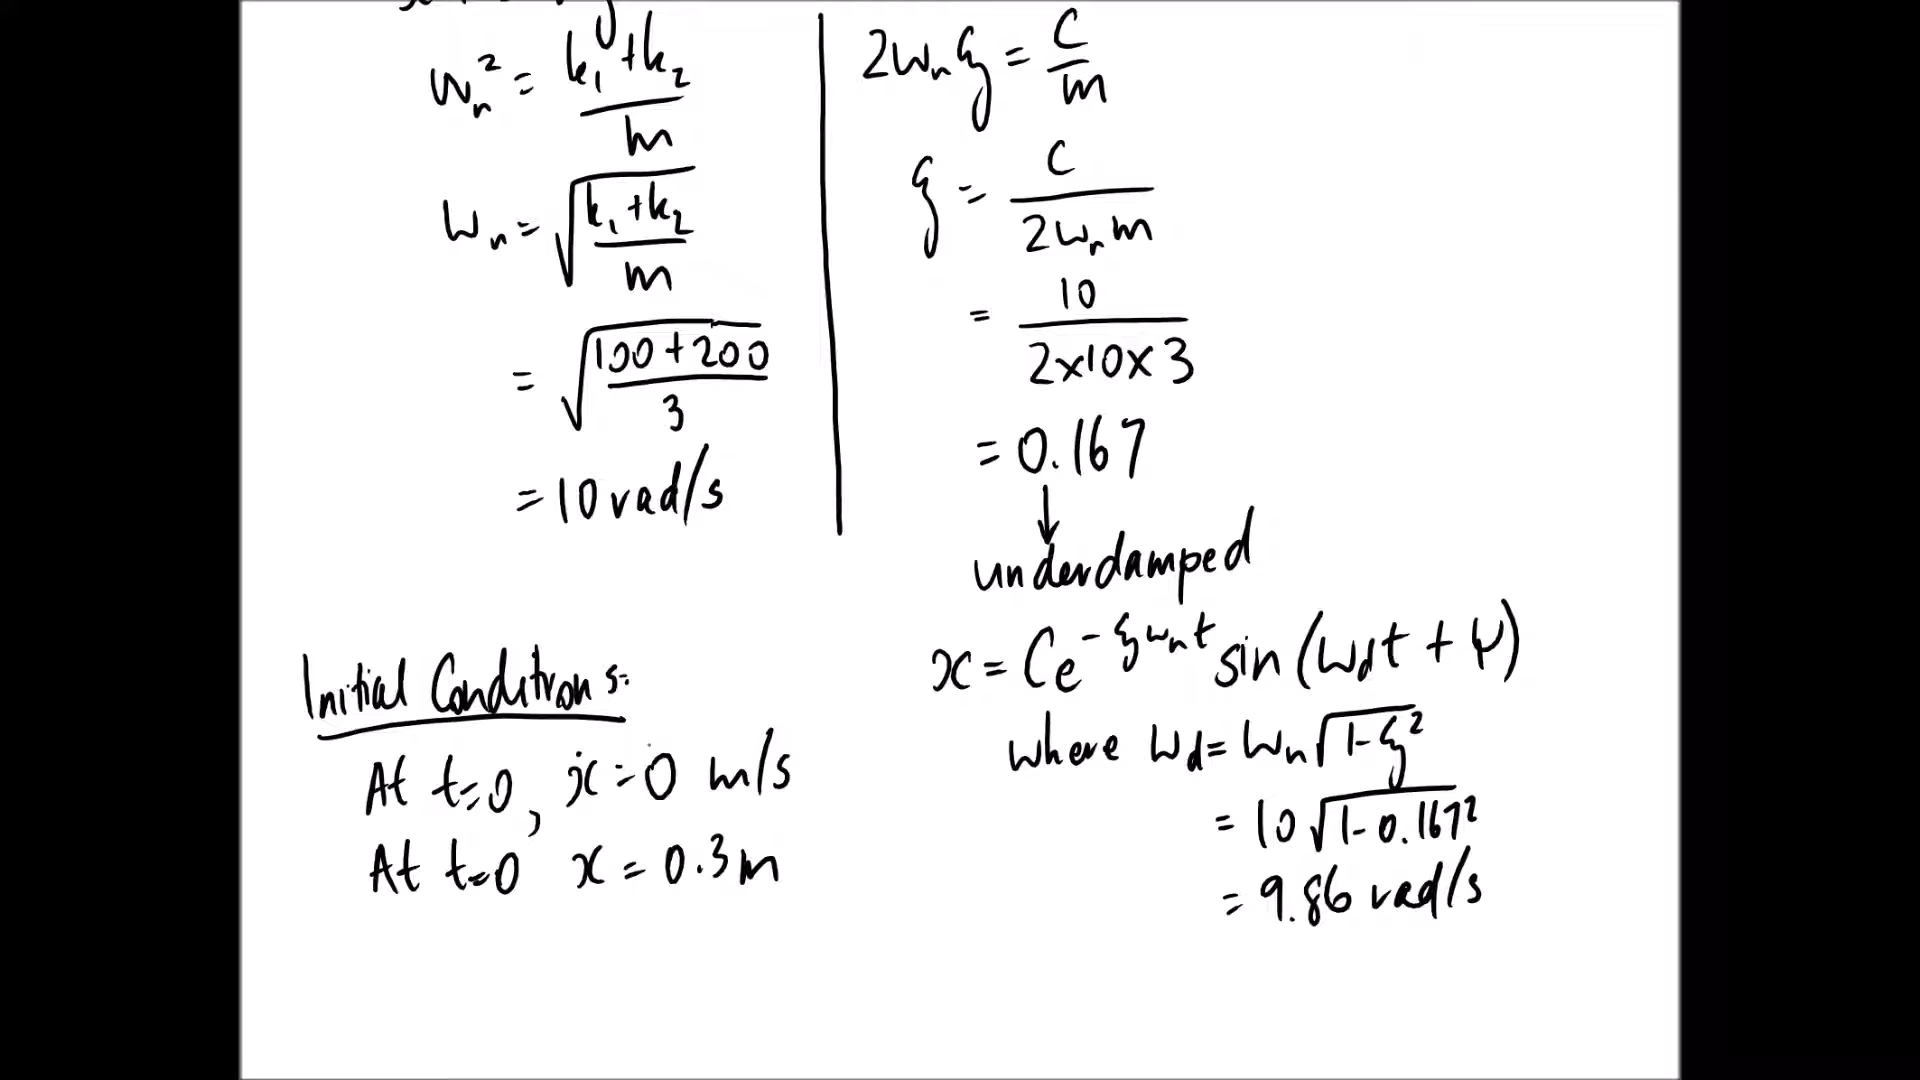 ωn² = k₁+k₂ / m
ωn = √(k₁+k₂ / m)
= √(100+200 / 3)
= 10 rad/s
2ωnζ = c / m
ζ = c / 2ωnm
= 10 / 2×10×3
= 0.167
↓
underdamped
x = Ce^(-ζωnt) sin(ωdt + ψ)
where ωd = ωn√(1-ζ²)
= 10√(1-0.167²)
= 9.86 rad/s
Initial Conditions:
At t=0, ẋ=0 m/s
At t=0 x = 0.3m